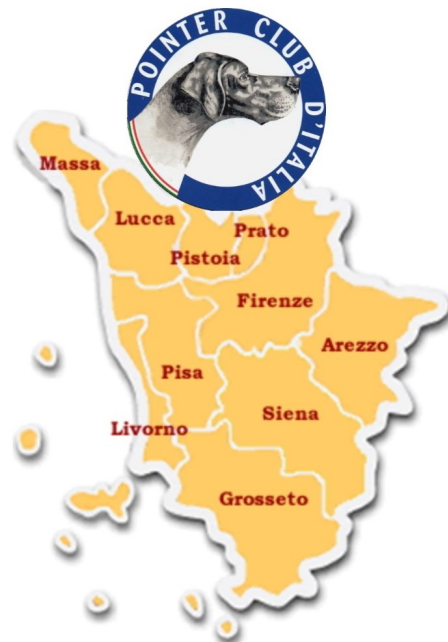 POINTER CLUB D'ITALIA
Massa
Lucca
Prato
Pistoia
Firenze
Arezzo
Pisa
Siena
Livorno
Grosseto